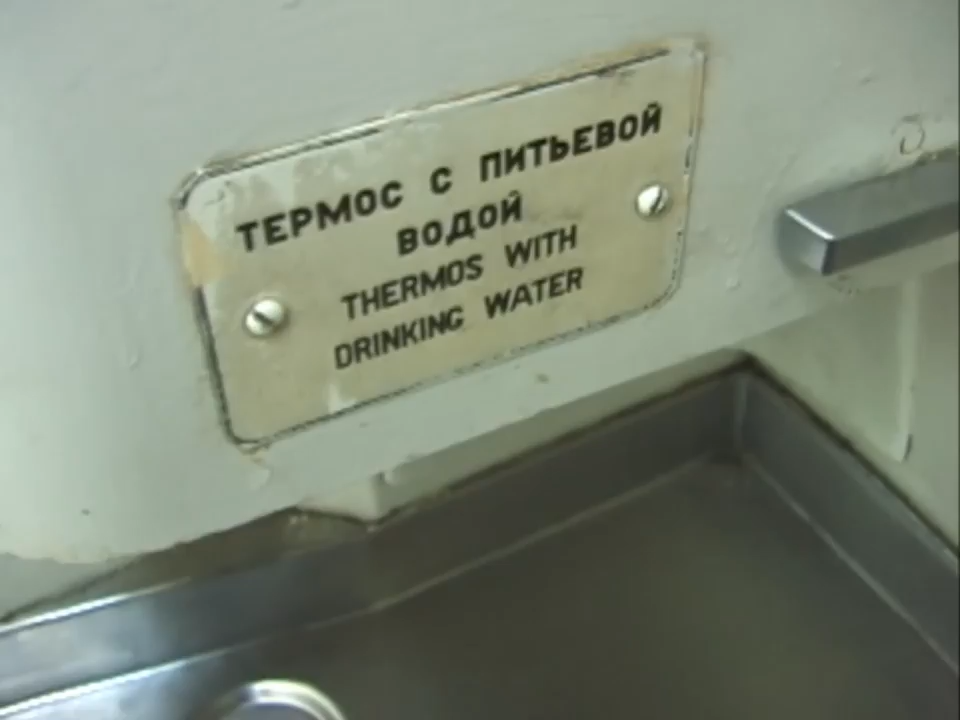 ТЕРМОС С ПИТЬЕВОЙ
ВОДОЙ
THERMOS WITH
DRINKING WATER